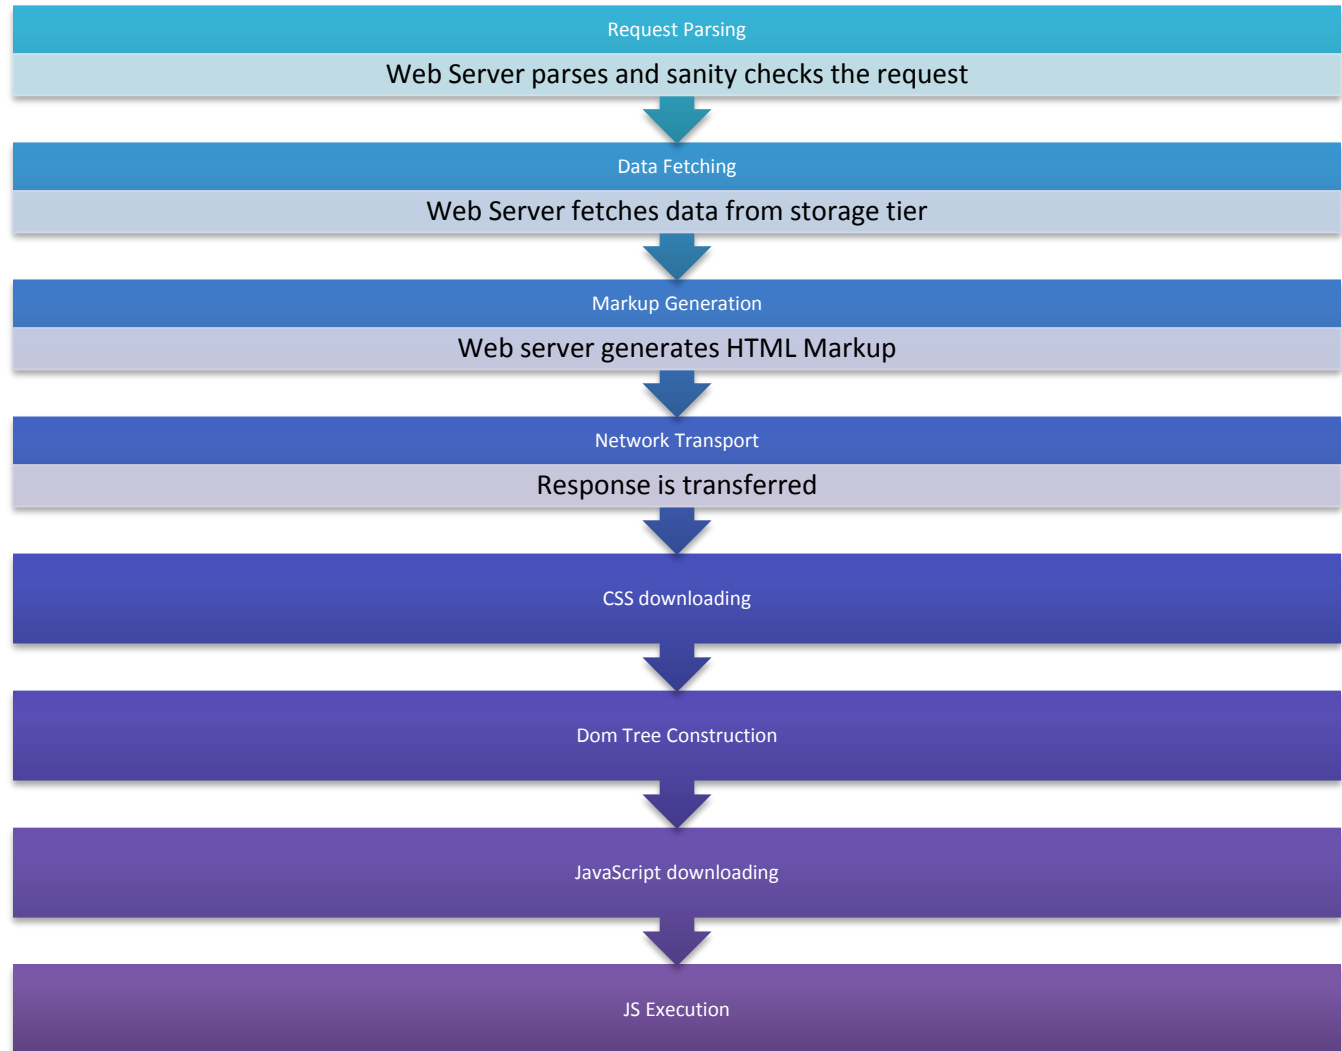 Request Parsing
Web Server parses and sanity checks the request
Data Fetching
Web Server fetches data from storage tier
Markup Generation
Web server generates HTML Markup
Network Transport
Response is transferred
CSS downloading
Dom Tree Construction
JavaScript downloading
JS Execution